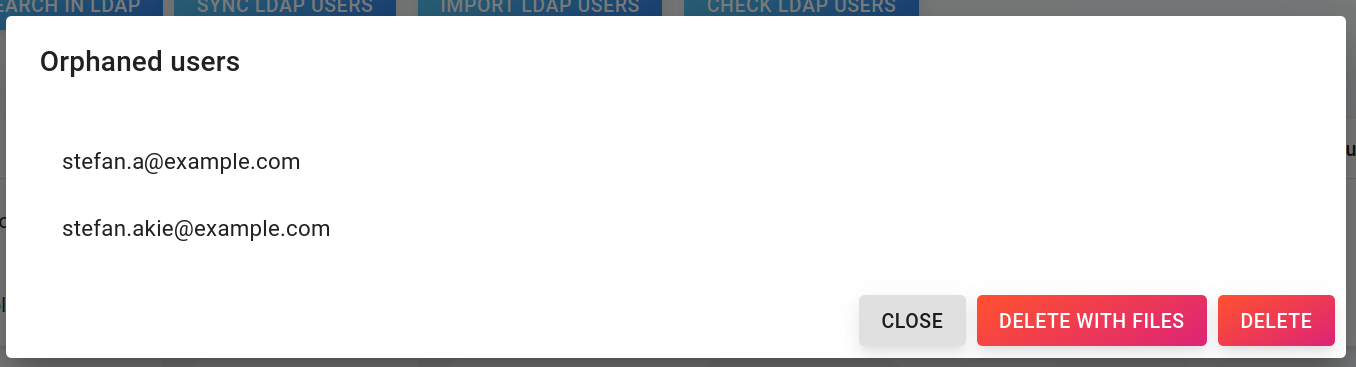 EARCH IN LDAP SYNC LDAP USERS IMPORT LDAP USERS CHECK LDAP USERS
Orphaned users
stefan.a@example.com
stefan.akie@example.com
CLOSE DELETE WITH FILES DELETE